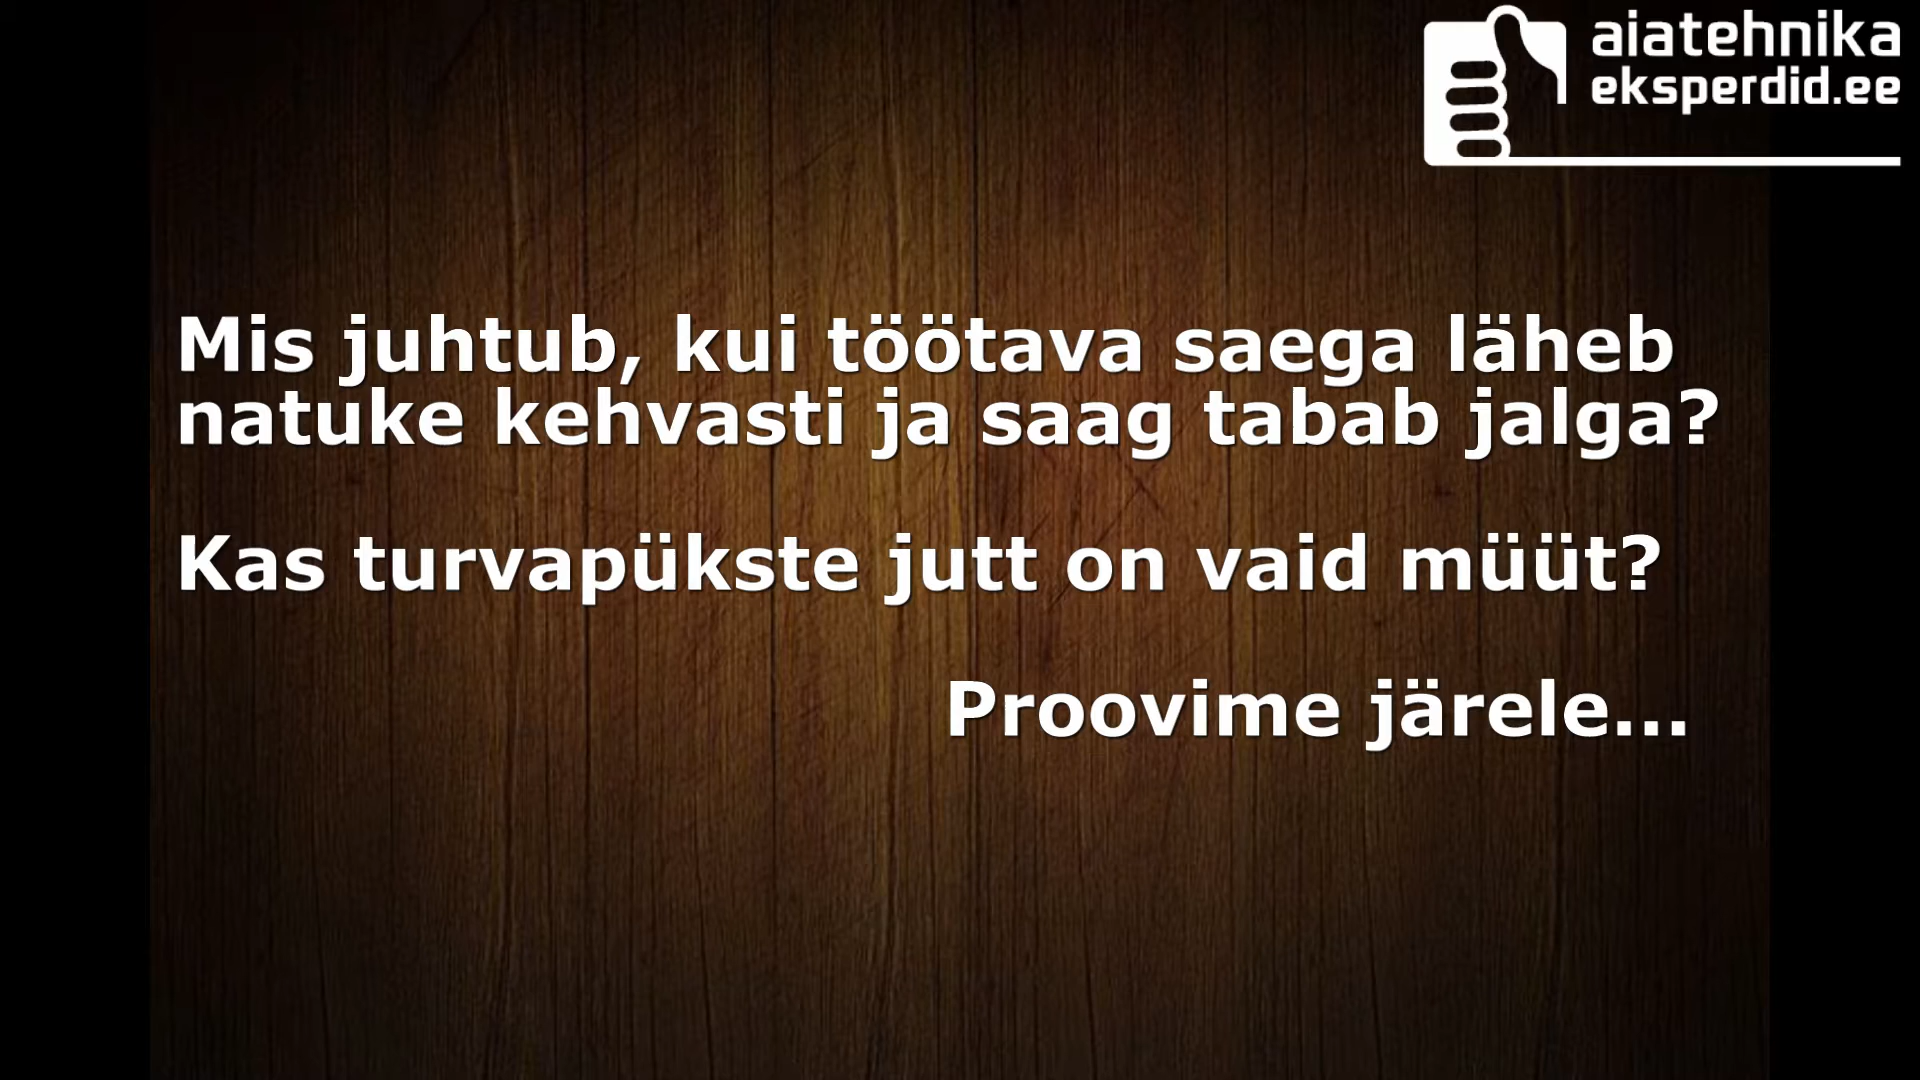 aiatehnika
eksperdid.ee
Mis juhtub, kui töötava saega läheb
natuke kehvasti ja saag tabab jalga?
Kas turvapükste jutt on vaid müüt?
Proovime järele...